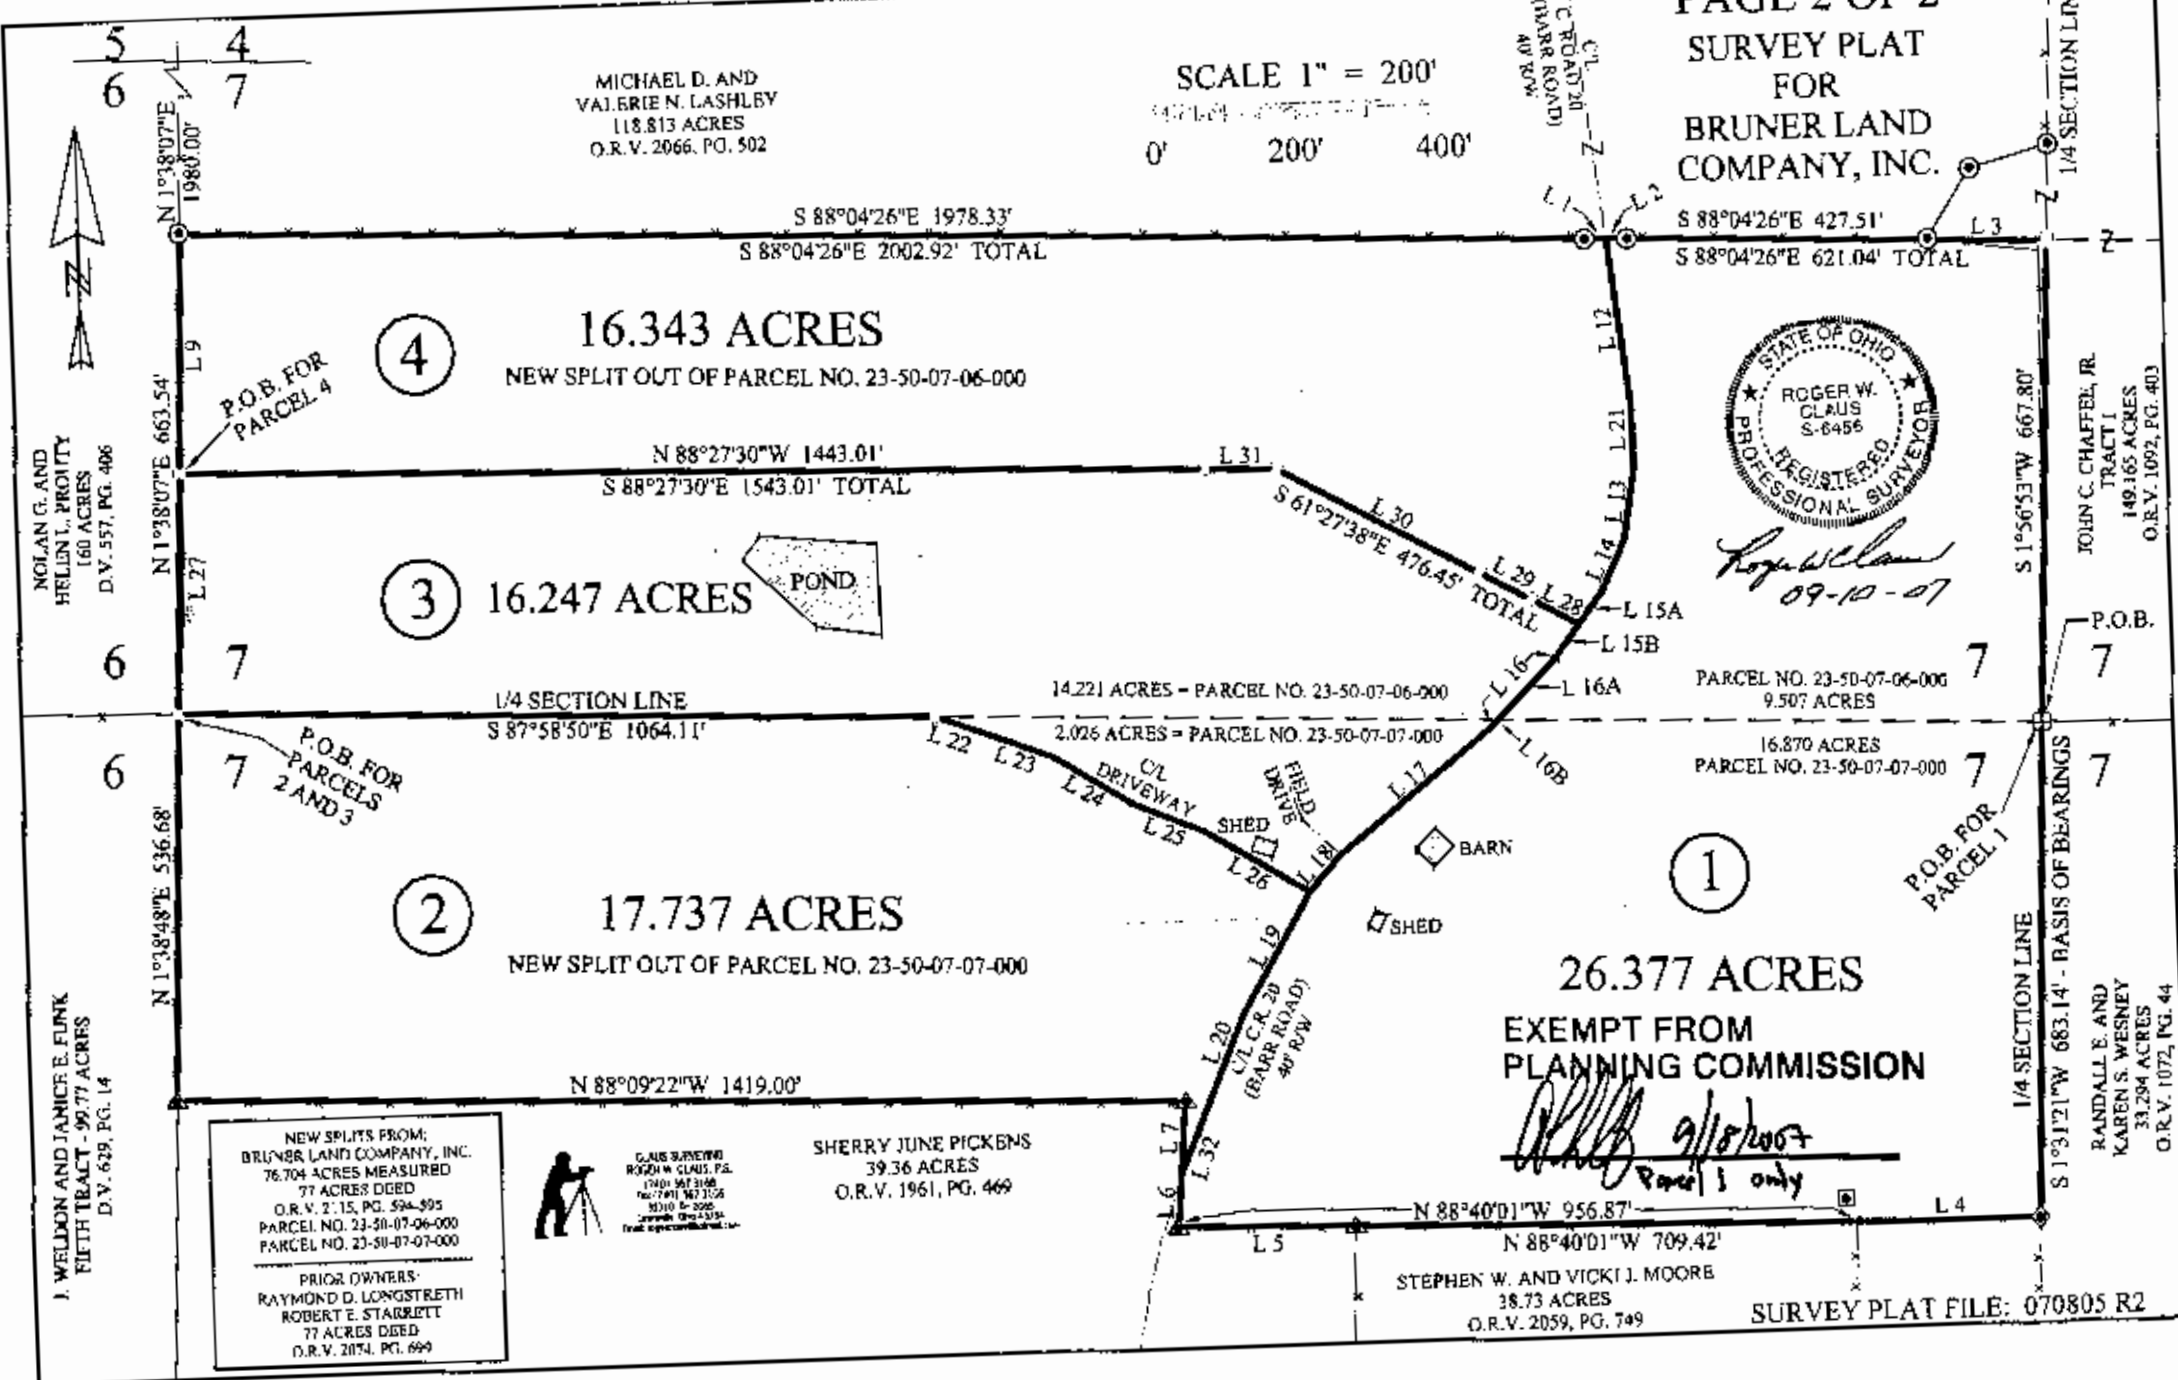 PAGE 2 OF 2
SURVEY PLAT
FOR
BRUNER LAND
COMPANY, INC.
5 4
6 7
N 1°38'07"E
1980.00'
MICHAEL D. AND
VALERIE N. LASHLEY
118.813 ACRES
O.R.V. 2066, PG. 502
SCALE 1" = 200'
0' 200' 400'
C/L
C ROAD 20
(BARR ROAD)
40' R/W
Z
1/4 SECTION LIN
Z
S 88°04'26"E 1978.33'
S 88°04'26"E 2002.92' TOTAL
L 1
L 2
S 88°04'26"E 427.51'
L 3
S 88°04'26"E 621.04' TOTAL
Z
N
L 9
N 1°38'07"E 663.54'
P.O.B. FOR
PARCEL 4
4
16.343 ACRES
NEW SPLIT OUT OF PARCEL NO. 23-50-07-06-000
L 12
L 21
L 13
L 14
STATE OF OHIO
ROGER W.
CLAUS
S-6456
REGISTERED
PROFESSIONAL SURVEYOR
Roger W Claus
09-10-07
S 1°56'53"W 667.80'
JOHN C. CHAFFEE, JR.
TRACT I
149.165 ACRES
O.R.V. 1092, PG. 403
NOLAN G. AND
HELEN L. PROUTY
160 ACRES
D.V. 557, PG. 406
N 88°27'30"W 1443.01'
L 31
S 88°27'30"E 1543.01' TOTAL
L 30
S 61°27'38"E 476.45' TOTAL
L 29
L 28
L 15A
L 15B
L 27
3
16.247 ACRES
POND
L 16
L 16A
P.O.B.
6 7
7 7
1/4 SECTION LINE
14.221 ACRES = PARCEL NO. 23-50-07-06-000
PARCEL NO. 23-50-07-06-000
9.507 ACRES
S 87°58'50"E 1064.11'
2.026 ACRES = PARCEL NO. 23-50-07-07-000
16.870 ACRES
PARCEL NO. 23-50-07-07-000
6 7
7 7
P.O.B. FOR
PARCELS
2 AND 3
L 22
L 23
L 24
L 25
L 26
C/L
DRIVEWAY
SHED
FIELD
DRIVE
L 16B
L 17
L 18
BARN
SHED
1
P.O.B. FOR
PARCEL 1
N 1°38'48"E 536.68'
2
17.737 ACRES
NEW SPLIT OUT OF PARCEL NO. 23-50-07-07-000
L 19
L 20
C/L C.R. 20
(BARR ROAD)
40' R/W
26.377 ACRES
EXEMPT FROM
PLANNING COMMISSION
9/18/2007
Parcel 1 only
1/4 SECTION LINE
S 1°31'21"W 683.14' - BASIS OF BEARINGS
RANDALL E. AND
KAREN S. WESNEY
33.294 ACRES
O.R.V. 1072, PG. 44
J. WELDON AND JANICE E. FUNK
FIFTH TRACT - 99.77 ACRES
D.V. 629, PG. 14
N 88°09'22"W 1419.00'
L 7
L 32
L 6
NEW SPLITS FROM:
BRUNER LAND COMPANY, INC.
76.704 ACRES MEASURED
77 ACRES DEED
O.R.V. 2115, PG. 594-595
PARCEL NO. 23-50-07-06-000
PARCEL NO. 23-50-07-07-000
PRIOR OWNERS:
RAYMOND D. LONGSTRETH
ROBERT E. STARRETT
77 ACRES DEED
O.R.V. 2074, PG. 699
CLAUS SURVEYING
ROGER W. CLAUS, P.S.
SHERRY JUNE PICKENS
39.36 ACRES
O.R.V. 1961, PG. 469
N 88°40'01"W 956.87'
L 4
L 5
N 88°40'01"W 709.42'
STEPHEN W. AND VICKI J. MOORE
38.73 ACRES
O.R.V. 2059, PG. 749
SURVEY PLAT FILE: 070805 R2